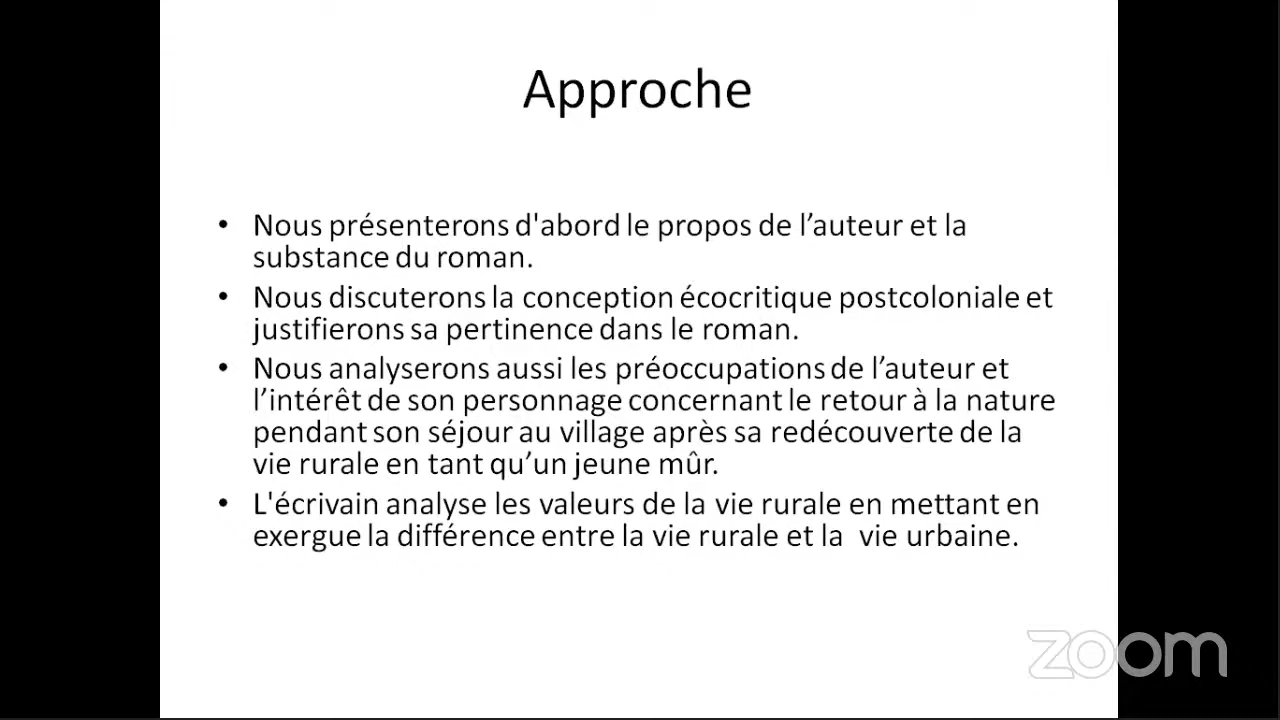 Approche
• Nous présenterons d'abord le propos de l’auteur et la
substance du roman.
• Nous discuterons la conception écocritique postcoloniale et
justifierons sa pertinence dans le roman.
• Nous analyserons aussi les préoccupations de l’auteur et
l’intérêt de son personnage concernant le retour à la nature
pendant son séjour au village après sa redécouverte de la
vie rurale en tant qu’un jeune mûr.
• L'écrivain analyse les valeurs de la vie rurale en mettant en
exergue la différence entre la vie rurale et la  vie urbaine.
zoom